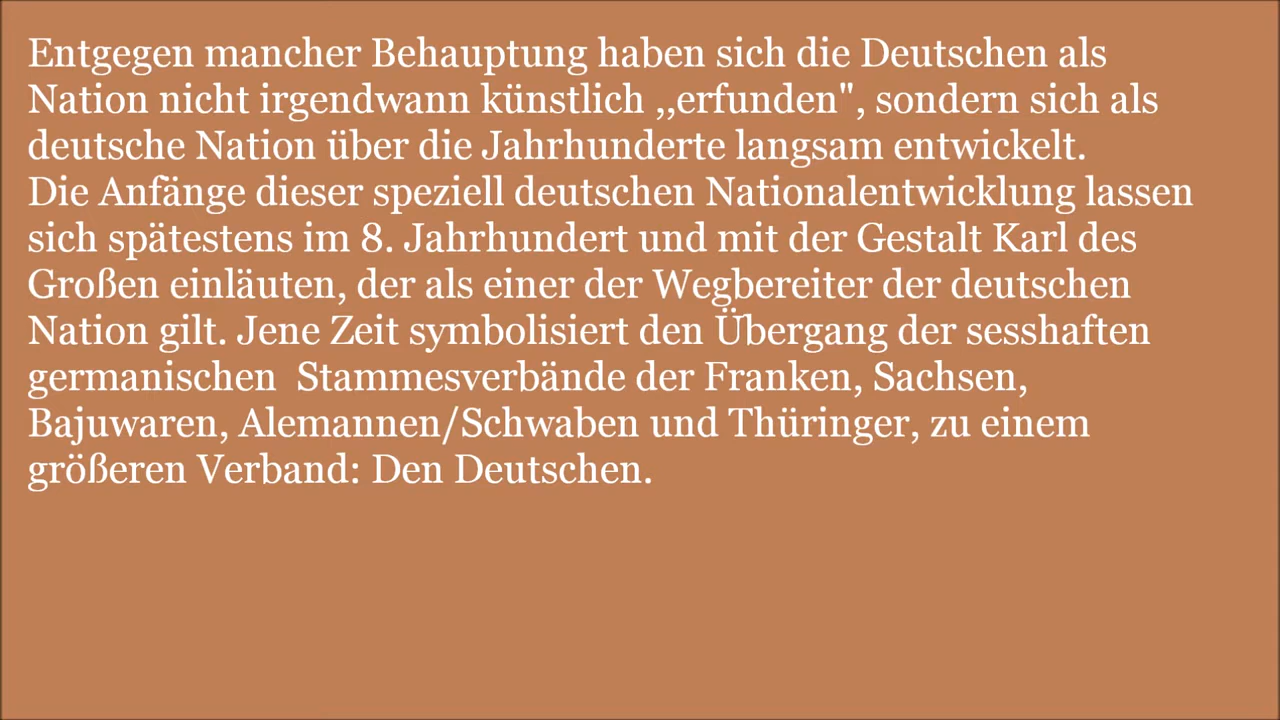 Entgegen mancher Behauptung haben sich die Deutschen als
Nation nicht irgendwann künstlich ,,erfunden", sondern sich als
deutsche Nation über die Jahrhunderte langsam entwickelt.
Die Anfänge dieser speziell deutschen Nationalentwicklung lassen
sich spätestens im 8. Jahrhundert und mit der Gestalt Karl des
Großen einläuten, der als einer der Wegbereiter der deutschen
Nation gilt. Jene Zeit symbolisiert den Übergang der sesshaften
germanischen  Stammesverbände der Franken, Sachsen,
Bajuwaren, Alemannen/Schwaben und Thüringer, zu einem
größeren Verband: Den Deutschen.